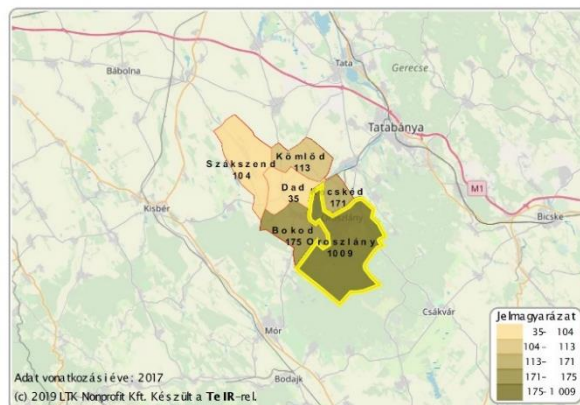 Bábolna
Tata
Gerecse
Tatabánya
Kömlőd
113
Szákszend
104
Dad
35
171
M1
Kisbér
Bicske
Bokod
175
Oroszlány
1009
Csákvár
Mór
Bodajk
Jelmagyarázat
35- 104
104- 113
113- 171
171- 175
175-1 009
Adat vonatkozási éve: 2017
(c) 2019 LTK Nonprofit Kft. Készült a TeIR-rel.